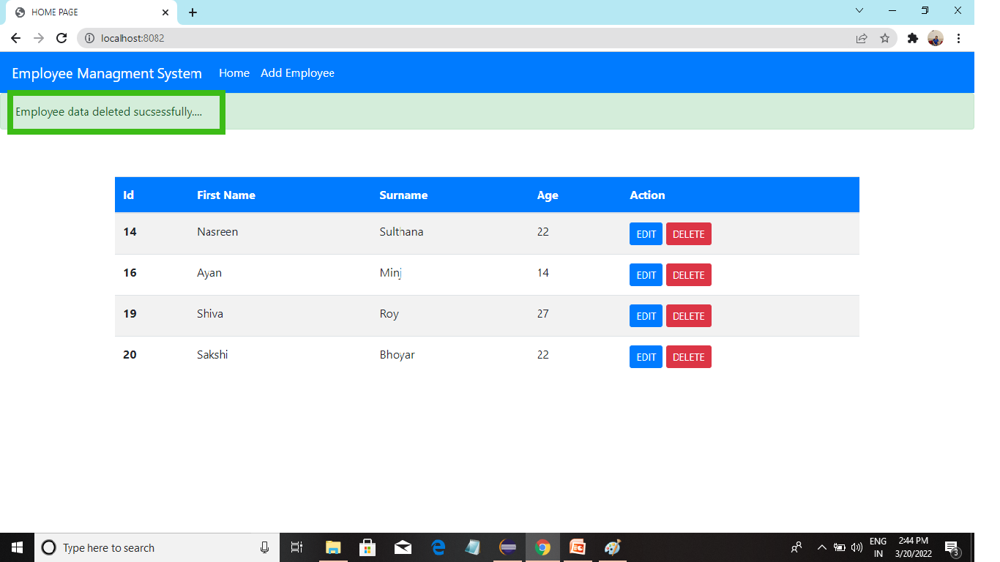 HOME PAGE
localhost:8082
Employee Managment System Home Add Employee
Employee data deleted sucsessfully....
Id First Name Surname Age Action
14 Nasreen Sulthana 22 EDIT DELETE
16 Ayan Minj 14 EDIT DELETE
19 Shiva Roy 27 EDIT DELETE
20 Sakshi Bhoyar 22 EDIT DELETE
Type here to search
ENG 2:44 PM
IN 3/20/2022 3